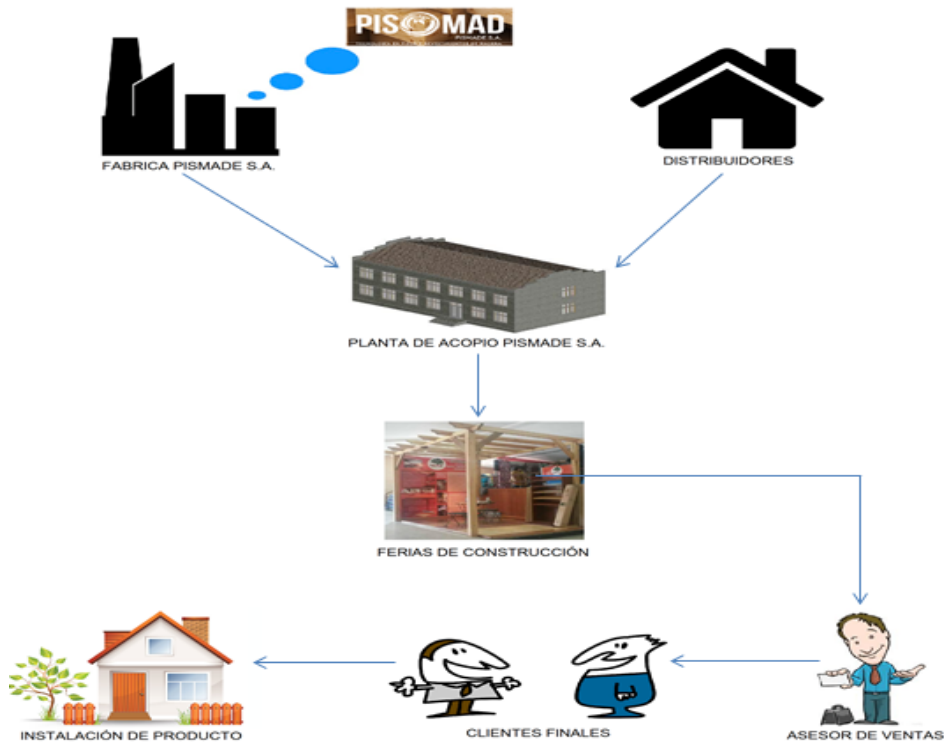 PISOMAD
PISMADE S.A.
FABRICA PISMADE S.A.
DISTRIBUIDORES
PLANTA DE ACOPIO PISMADE S.A.
FERIAS DE CONSTRUCCIÓN
INSTALACIÓN DE PRODUCTO
CLIENTES FINALES
ASESOR DE VENTAS